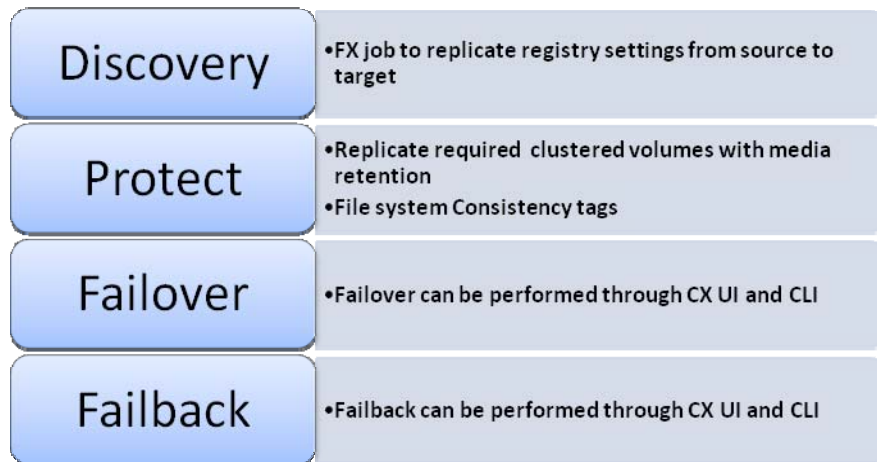 Discovery
•FX job to replicate registry settings from source to
target
Protect
•Replicate required clustered volumes with media
retention
•File system Consistency tags
Failover
•Failover can be performed through CX UI and CLI
Failback
•Failback can be performed through CX UI and CLI